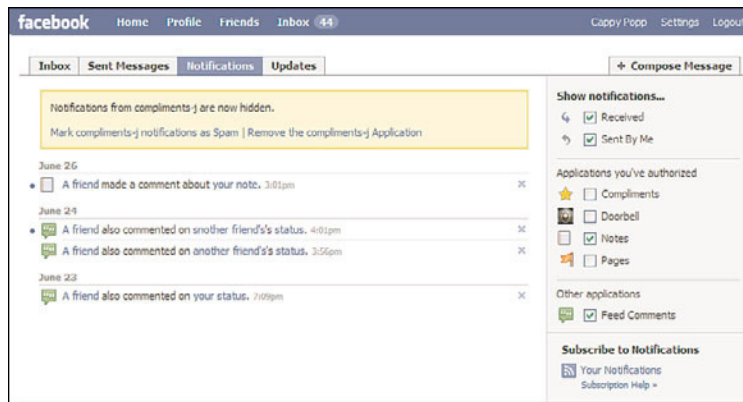 facebook Home Profile Friends Inbox 44 Cappy Popp Settings Logout
Inbox Sent Messages Notifications Updates + Compose Message
Notifications from compliments-j are now hidden.
Mark compliments-j notifications as Spam | Remove the compliments-j Application
June 26
A friend made a comment about your note. 3:01pm
June 24
A friend also commented on snother friend's's status. 4:01pm
A friend also commented on another friend's's status. 3:56pm
June 23
A friend also commented on your status. 7:09pm
Show notifications...
Received
Sent By Me
Applications you've authorized
Compliments
Doorbell
Notes
Pages
Other applications
Feed Comments
Subscribe to Notifications
Your Notifications
Subscription Help »